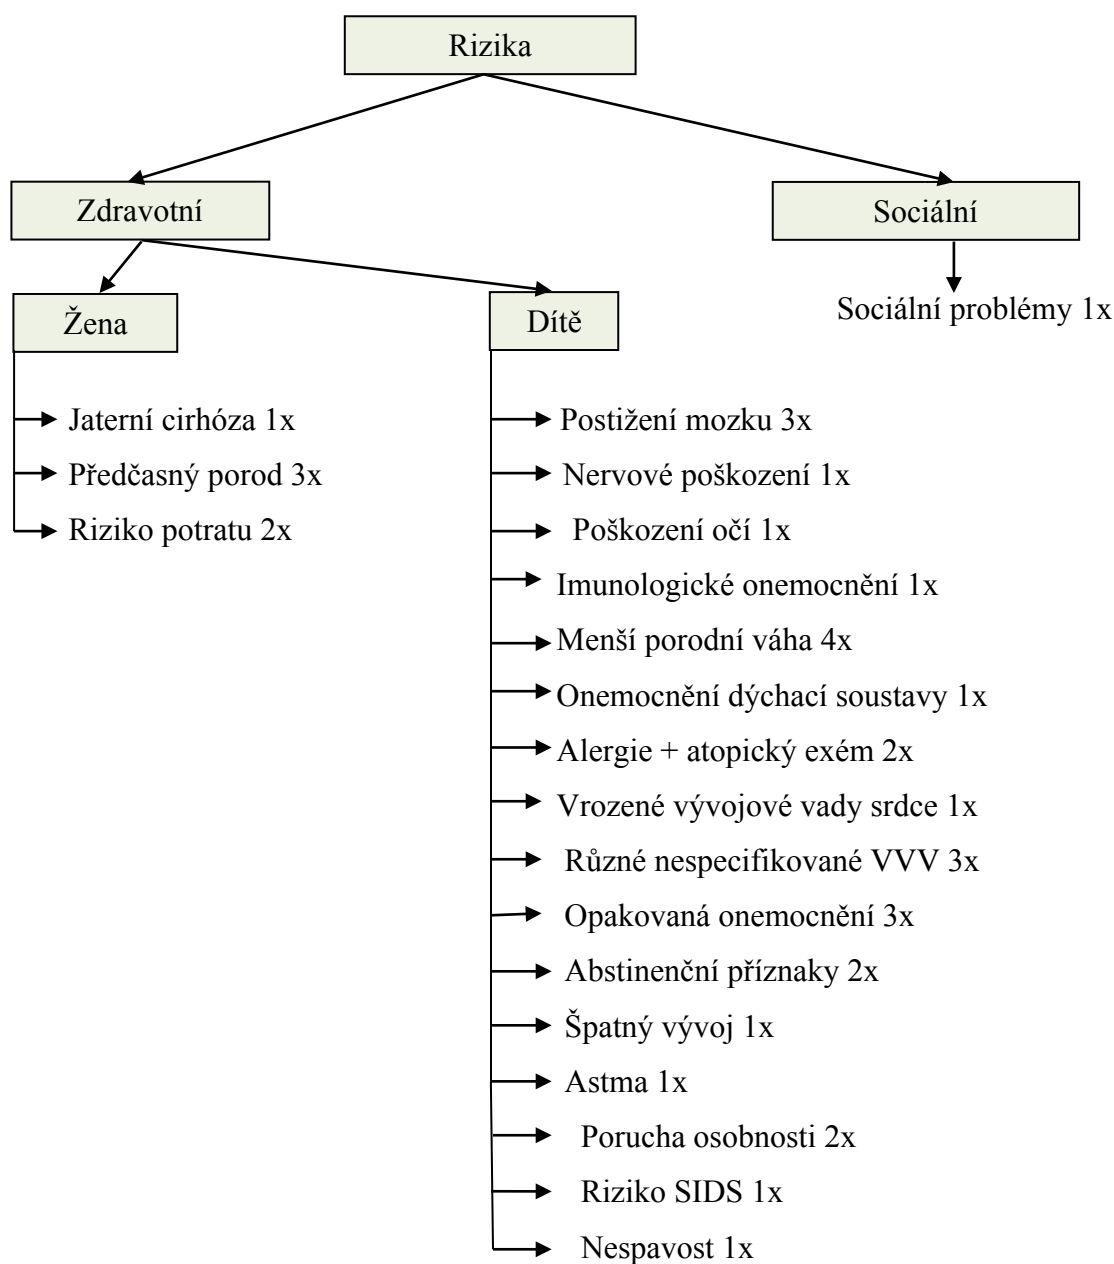 Rizika
Zdravotní
Sociální
Žena
Dítě
Sociální problémy 1x
Jaterní cirhóza 1x
Předčasný porod 3x
Riziko potratu 2x
Postižení mozku 3x
Nervové poškození 1x
Poškození očí 1x
Imunologické onemocnění 1x
Menší porodní váha 4x
Onemocnění dýchací soustavy 1x
Alergie + atopický exém 2x
Vrozené vývojové vady srdce 1x
Různé nespecifikované VVV 3x
Opakovaná onemocnění 3x
Abstinenční příznaky 2x
Špatný vývoj 1x
Astma 1x
Porucha osobnosti 2x
Riziko SIDS 1x
Nespavost 1x